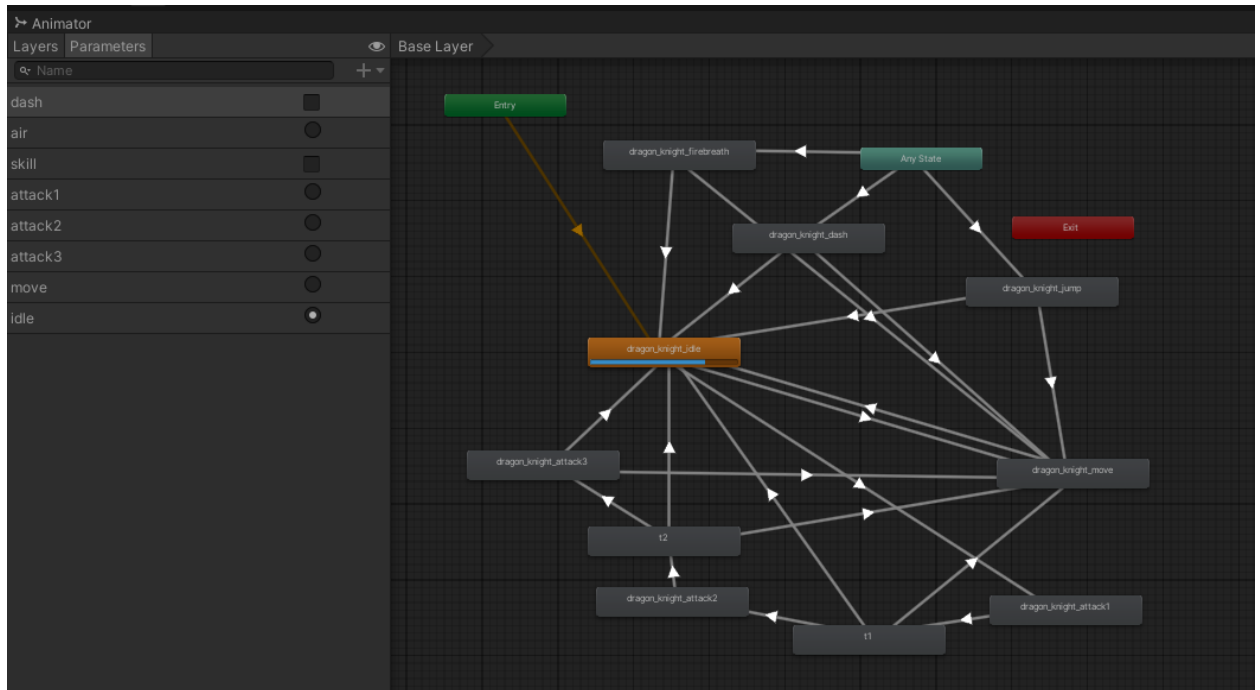 Animator
Layers Parameters
Base Layer
Name
dash
air
skill
attack1
attack2
attack3
move
idle
Entry
dragon_knight_firebreath
Any State
Exit
dragon_knight_dash
dragon_knight_jump
dragon_knight_idle
dragon_knight_attack3
dragon_knight_move
t2
dragon_knight_attack2
dragon_knight_attack1
t1